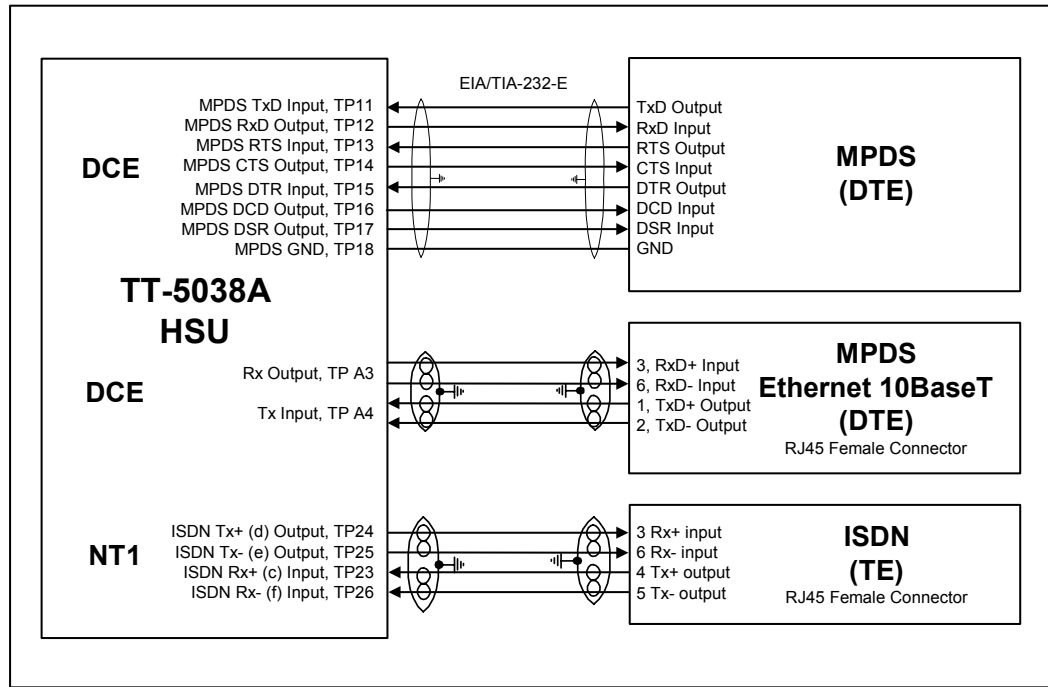 EIA/TIA-232-E
DCE
MPDS TxD Input, TP11
MPDS RxD Output, TP12
MPDS RTS Input, TP13
MPDS CTS Output, TP14
MPDS DTR Input, TP15
MPDS DCD Output, TP16
MPDS DSR Output, TP17
MPDS GND, TP18
TxD Output
RxD Input
RTS Output
CTS Input
DTR Output
DCD Input
DSR Input
GND
MPDS
(DTE)
TT-5038A
HSU
DCE
Rx Output, TP A3
Tx Input, TP A4
3, RxD+ Input
6, RxD- Input
1, TxD+ Output
2, TxD- Output
MPDS
Ethernet 10BaseT
(DTE)
RJ45 Female Connector
NT1
ISDN Tx+ (d) Output, TP24
ISDN Tx- (e) Output, TP25
ISDN Rx+ (c) Input, TP23
ISDN Rx- (f) Input, TP26
3 Rx+ input
6 Rx- input
4 Tx+ output
5 Tx- output
ISDN
(TE)
RJ45 Female Connector